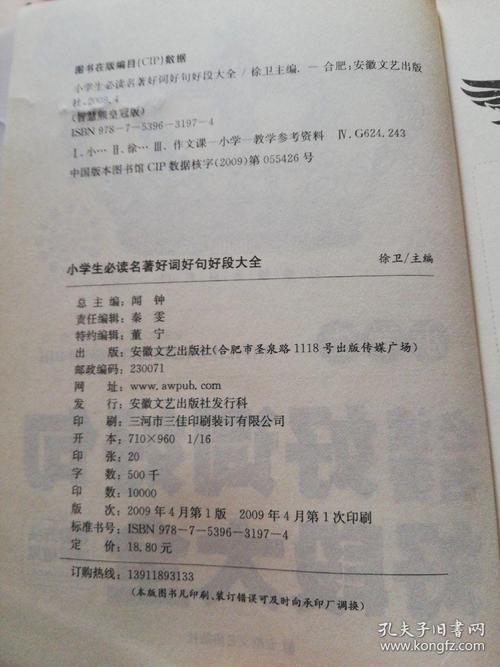 图书在版编目(CIP)数据
小学生必读名著好词好句好段大全/徐卫主编.—合肥:安徽文艺出版
社,2009.4
(智慧熊皇冠版)
ISBN 978-7-5396-3197-4
Ⅰ.小… Ⅱ.徐… Ⅲ.作文课—小学—教学参考资料 Ⅳ.G624.243
中国版本图书馆CIP数据核字(2009)第055426号
小学生必读名著好词好句好段大全 徐卫/主编
总主编:闻钟
责任编辑:秦雯
特约编辑:董宁
出版:安徽文艺出版社(合肥市圣泉路1118号出版传媒广场)
邮政编码:230071
网址:www.awpub.com
发行:安徽文艺出版社发行科
印刷:三河市三佳印刷装订有限公司
开本:710×960 1/16
印张:20
字数:500千
印数:10000
版次:2009年4月第1版 2009年4月第1次印刷
标准书号:ISBN 978-7-5396-3197-4
定价:18.80元
订购热线:13911893133
(本版图书凡印刷、装订错误可及时向承印厂调换)
孔夫子旧书网
www.kongfz.com